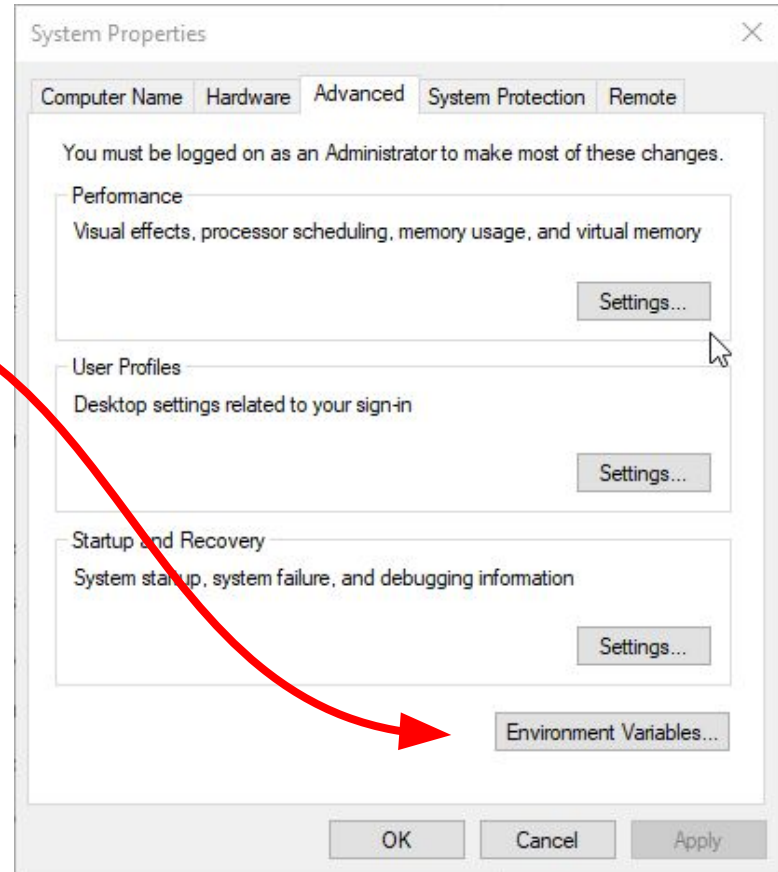 System Properties
Computer Name Hardware Advanced System Protection Remote
You must be logged on as an Administrator to make most of these changes.
Performance
Visual effects, processor scheduling, memory usage, and virtual memory
Settings...
User Profiles
Desktop settings related to your sign-in
Settings...
Startup and Recovery
System startup, system failure, and debugging information
Settings...
Environment Variables...
OK Cancel Apply